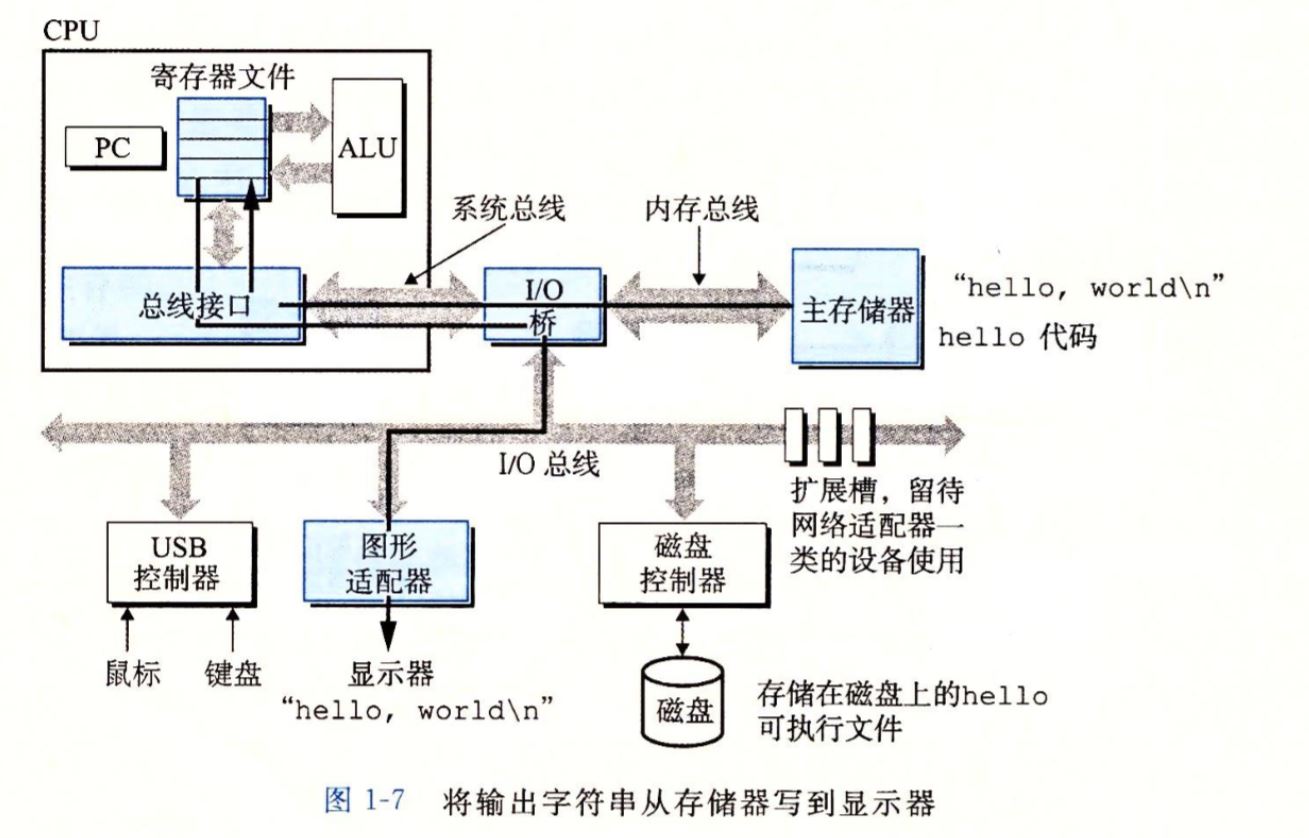 CPU
寄存器文件
PC
ALU
系统总线
内存总线
总线接口
I/O
桥
主存储器
“hello, world\n”
hello 代码
I/O 总线
扩展槽，留待
网络适配器一
类的设备使用
USB
控制器
图形
适配器
磁盘
控制器
鼠标
键盘
显示器
“hello, world\n”
磁盘
存储在磁盘上的hello
可执行文件
图 1-7 将输出字符串从存储器写到显示器